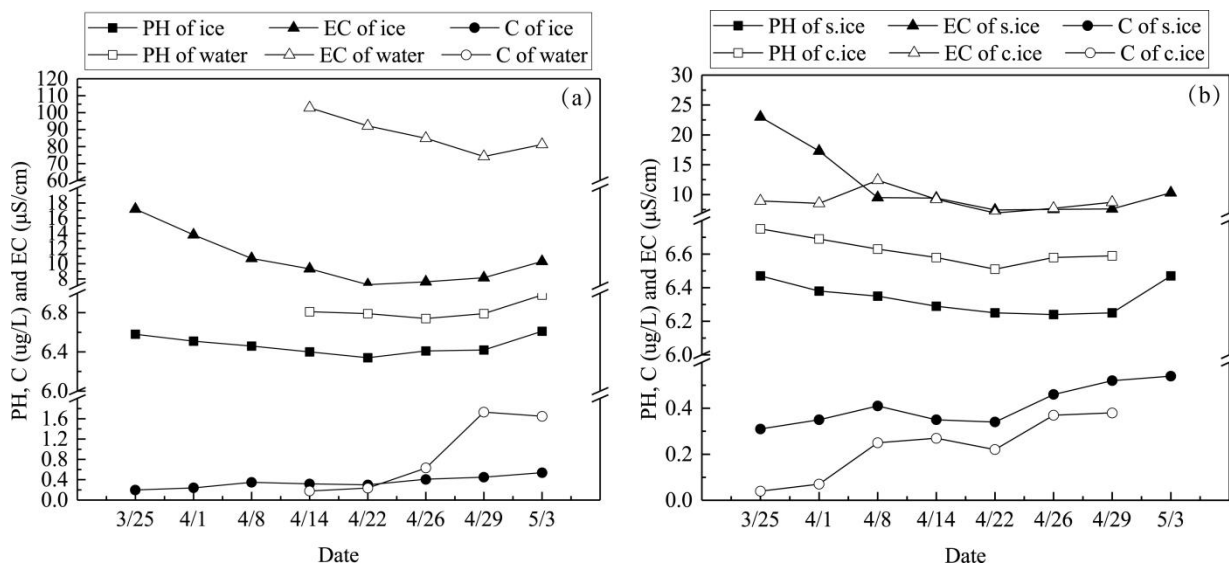 PH of ice EC of ice C of ice
PH of water EC of water C of water
(a)
PH, C (ug/L) and EC (μS/cm)
120
110
100
90
80
70
60
18
16
14
12
10
8
6.8
6.4
6.0
1.6
1.2
0.8
0.4
0.0
3/25 4/1 4/8 4/14 4/22 4/26 4/29 5/3
Date
PH of s.ice EC of s.ice C of s.ice
PH of c.ice EC of c.ice C of c.ice
(b)
PH, C (ug/L) and EC (μS/cm)
30
25
20
15
10
6.6
6.4
6.2
6.0
0.4
0.2
0.0
3/25 4/1 4/8 4/14 4/22 4/26 4/29 5/3
Date